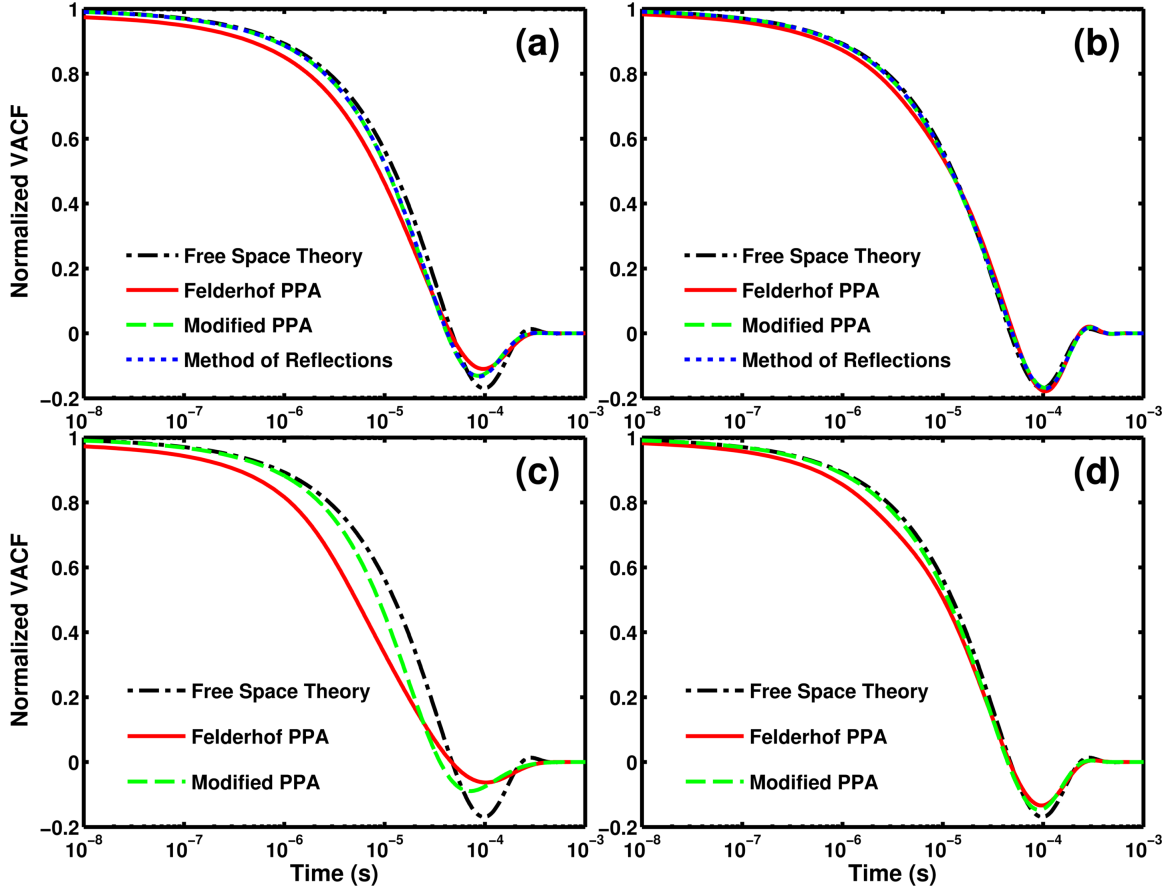 (a)
Normalized VACF
1
0.8
0.6
0.4
0.2
0
−0.2
Free Space Theory
Felderhof PPA
Modified PPA
Method of Reflections
10⁻⁸ 10⁻⁷ 10⁻⁶ 10⁻⁵ 10⁻⁴ 10⁻³
(b)
1
0.8
0.6
0.4
0.2
0
−0.2
Free Space Theory
Felderhof PPA
Modified PPA
Method of Reflections
10⁻⁸ 10⁻⁷ 10⁻⁶ 10⁻⁵ 10⁻⁴ 10⁻³
(c)
Normalized VACF
1
0.8
0.6
0.4
0.2
0
−0.2
Free Space Theory
Felderhof PPA
Modified PPA
10⁻⁸ 10⁻⁷ 10⁻⁶ 10⁻⁵ 10⁻⁴ 10⁻³
Time (s)
(d)
1
0.8
0.6
0.4
0.2
0
−0.2
Free Space Theory
Felderhof PPA
Modified PPA
10⁻⁸ 10⁻⁷ 10⁻⁶ 10⁻⁵ 10⁻⁴ 10⁻³
Time (s)